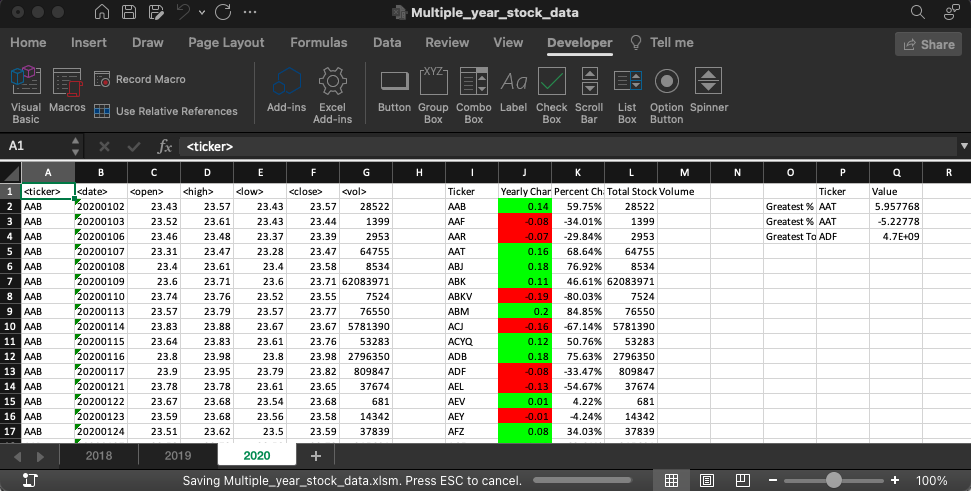 Multiple_year_stock_data
Home Insert Draw Page Layout Formulas Data Review View Developer Tell me Share
Record Macro
Use Relative References
Visual Basic Macros Add-ins Excel Add-ins Button Group Box Combo Box Label Check Box Scroll Bar List Box Option Button Spinner
XYZ Aa
A1 fx <ticker>
A B C D E F G H I J K L M N O P Q R
1 <ticker> <date> <open> <high> <low> <close> <vol> Ticker Yearly Char Percent Ch Total Stock Volume Ticker Value
2 AAB 20200102 23.43 23.57 23.43 23.57 28522 AAB 0.14 59.75% 28522 Greatest % AAT 5.957768
3 AAB 20200103 23.52 23.61 23.43 23.44 1399 AAF -0.08 -34.01% 1399 Greatest % AAT -5.22778
4 AAB 20200106 23.46 23.48 23.37 23.39 2953 AAR -0.07 -29.84% 2953 Greatest To ADF 4.7E+09
5 AAB 20200107 23.31 23.47 23.28 23.47 64755 AAT 0.16 68.64% 64755
6 AAB 20200108 23.4 23.61 23.4 23.58 8534 ABJ 0.18 76.92% 8534
7 AAB 20200109 23.6 23.71 23.6 23.71 62083971 ABK 0.11 46.61% 62083971
8 AAB 20200110 23.74 23.76 23.52 23.55 7524 ABKV -0.19 -80.03% 7524
9 AAB 20200113 23.57 23.79 23.57 23.77 76550 ABM 0.2 84.85% 76550
10 AAB 20200114 23.83 23.88 23.67 23.67 5781390 ACJ -0.16 -67.14% 5781390
11 AAB 20200115 23.64 23.83 23.61 23.76 53283 ACYQ 0.12 50.76% 53283
12 AAB 20200116 23.8 23.98 23.8 23.98 2796350 ADB 0.18 75.63% 2796350
13 AAB 20200117 23.9 23.95 23.79 23.82 809847 ADF -0.08 -33.47% 809847
14 AAB 20200121 23.78 23.78 23.61 23.65 37674 AEL -0.13 -54.67% 37674
15 AAB 20200122 23.67 23.68 23.54 23.68 681 AEV 0.01 4.22% 681
16 AAB 20200123 23.59 23.68 23.56 23.58 14342 AEY -0.01 -4.24% 14342
17 AAB 20200124 23.51 23.62 23.5 23.59 37839 AFZ 0.08 34.03% 37839
2018 2019 2020 +
Saving Multiple_year_stock_data.xlsm. Press ESC to cancel. 100%